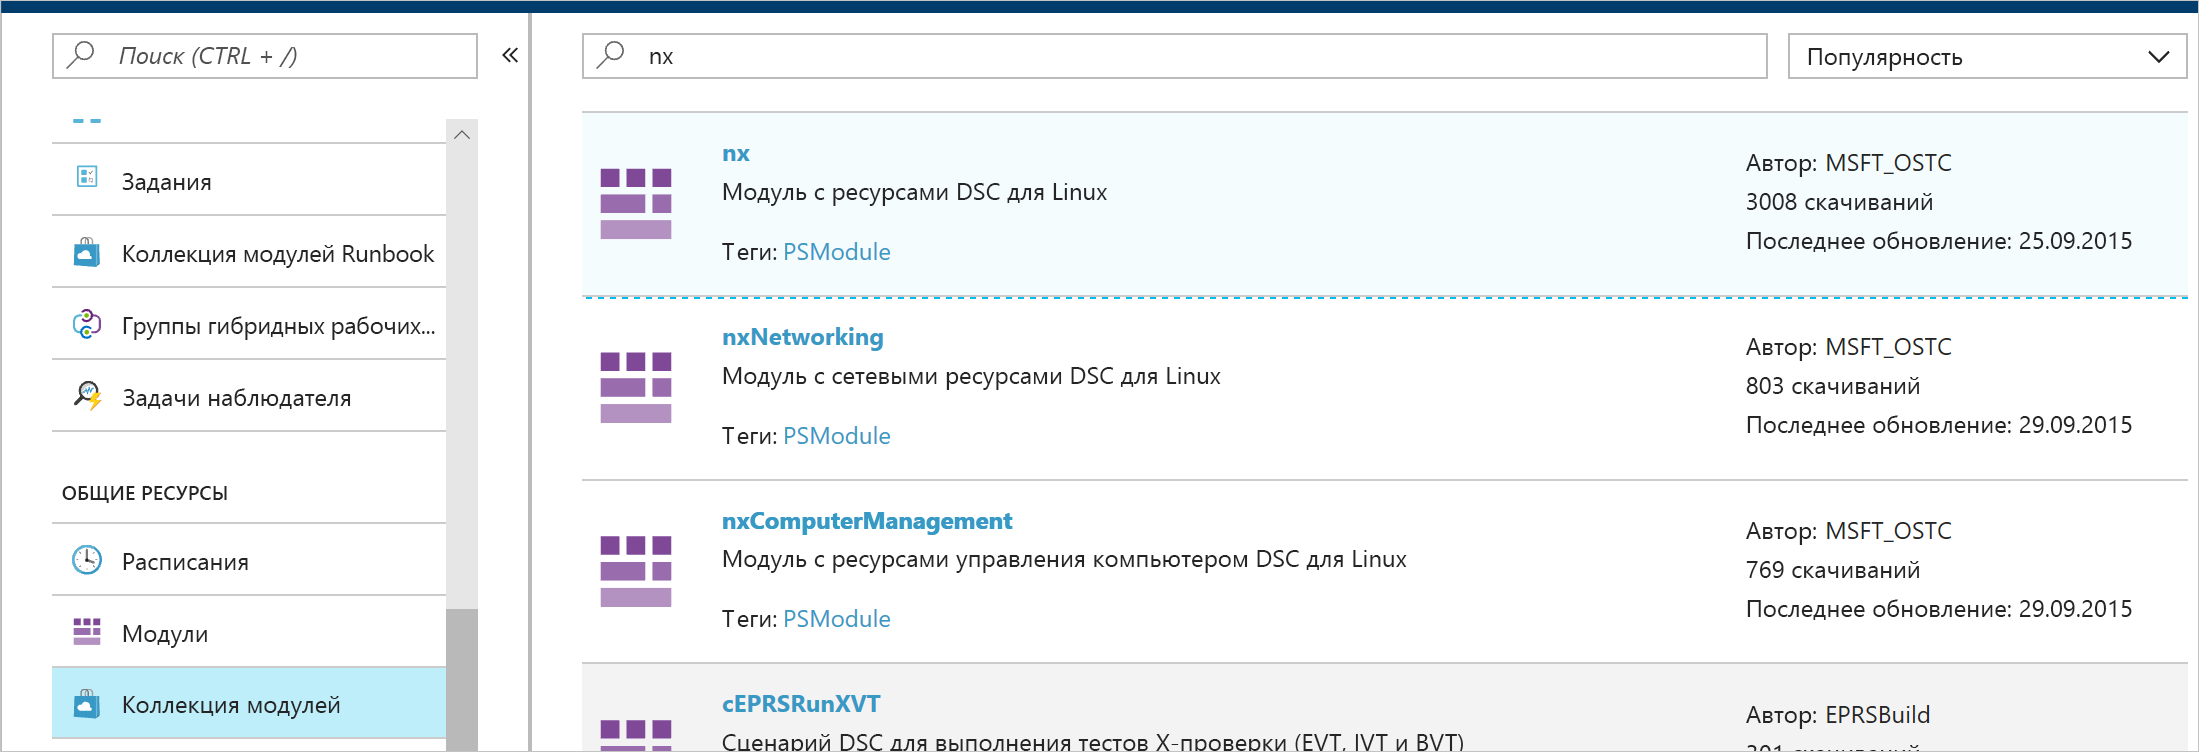 Поиск (CTRL + /)
«
Задания
Коллекция модулей Runbook
Группы гибридных рабочих...
Задачи наблюдателя
ОБЩИЕ РЕСУРСЫ
Расписания
Модули
Коллекция модулей
nx
Популярность
nx
Модуль с ресурсами DSC для Linux
Теги: PSModule
Автор: MSFT_OSTC
3008 скачиваний
Последнее обновление: 25.09.2015
nxNetworking
Модуль с сетевыми ресурсами DSC для Linux
Теги: PSModule
Автор: MSFT_OSTC
803 скачиваний
Последнее обновление: 29.09.2015
nxComputerManagement
Модуль с ресурсами управления компьютером DSC для Linux
Теги: PSModule
Автор: MSFT_OSTC
769 скачиваний
Последнее обновление: 29.09.2015
cEPRSRunXVT
Сценарий DSC для выполнения тестов X-проверки (EVT, IVT и BVT)
Автор: EPRSBuild
301 скачиваний